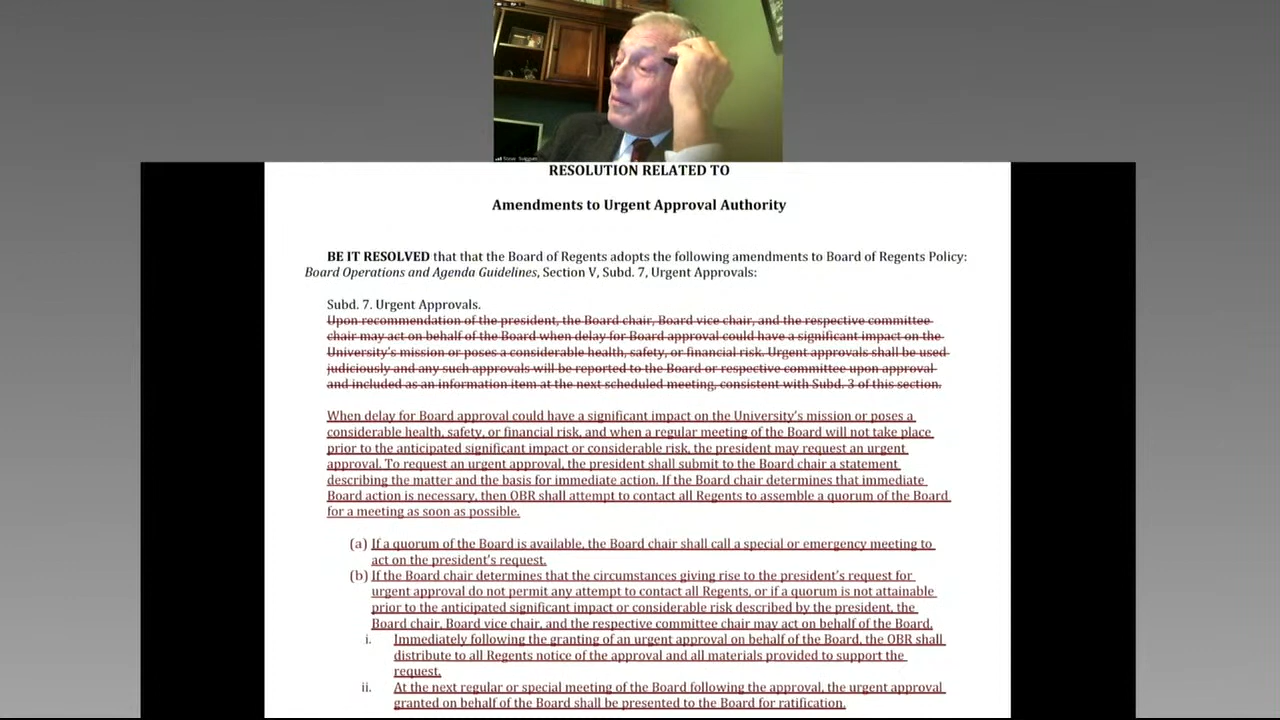 Steve Sviggum
RESOLUTION RELATED TO
Amendments to Urgent Approval Authority
BE IT RESOLVED that that the Board of Regents adopts the following amendments to Board of Regents Policy:
Board Operations and Agenda Guidelines, Section V, Subd. 7, Urgent Approvals:
Subd. 7. Urgent Approvals.
Upon recommendation of the president, the Board chair, Board vice chair, and the respective committee
chair may act on behalf of the Board when delay for Board approval could have a significant impact on the
University's mission or poses a considerable health, safety, or financial risk. Urgent approvals shall be used
judiciously and any such approvals will be reported to the Board or respective committee upon approval
and included as an information item at the next scheduled meeting, consistent with Subd. 3 of this section.
When delay for Board approval could have a significant impact on the University's mission or poses a
considerable health, safety, or financial risk, and when a regular meeting of the Board will not take place
prior to the anticipated significant impact or considerable risk, the president may request an urgent
approval. To request an urgent approval, the president shall submit to the Board chair a statement
describing the matter and the basis for immediate action. If the Board chair determines that immediate
Board action is necessary, then OBR shall attempt to contact all Regents to assemble a quorum of the Board
for a meeting as soon as possible.
(a) If a quorum of the Board is available, the Board chair shall call a special or emergency meeting to
act on the president's request.
(b) If the Board chair determines that the circumstances giving rise to the president's request for
urgent approval do not permit any attempt to contact all Regents, or if a quorum is not attainable
prior to the anticipated significant impact or considerable risk described by the president, the
Board chair, Board vice chair, and the respective committee chair may act on behalf of the Board.
i. Immediately following the granting of an urgent approval on behalf of the Board, the OBR shall
distribute to all Regents notice of the approval and all materials provided to support the
request.
ii. At the next regular or special meeting of the Board following the approval, the urgent approval
granted on behalf of the Board shall be presented to the Board for ratification.